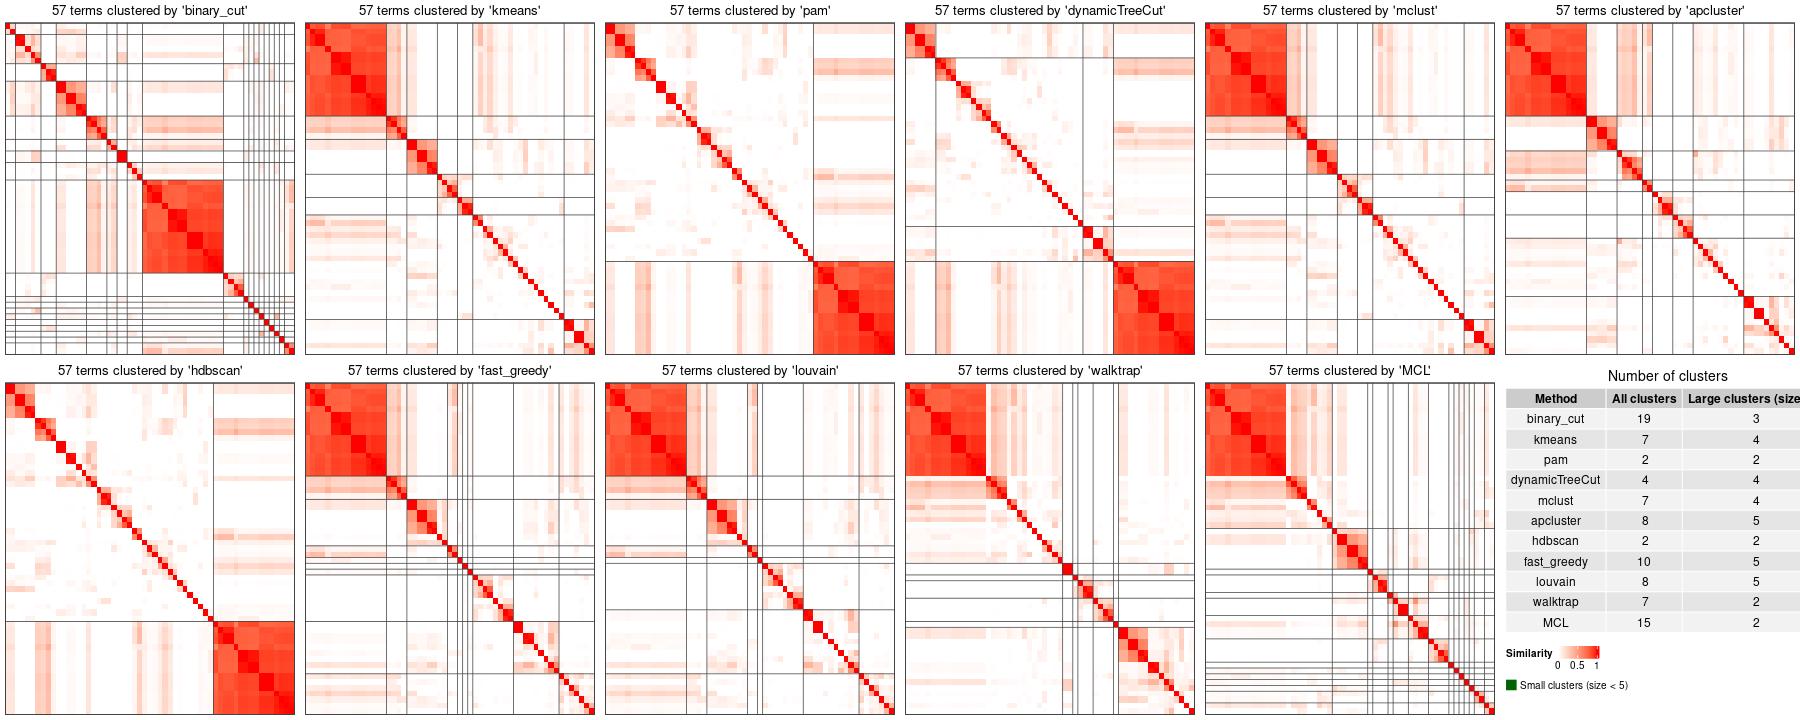 57 terms clustered by 'binary_cut'
57 terms clustered by 'kmeans'
57 terms clustered by 'pam'
57 terms clustered by 'dynamicTreeCut'
57 terms clustered by 'mclust'
57 terms clustered by 'apcluster'
57 terms clustered by 'hdbscan'
57 terms clustered by 'fast_greedy'
57 terms clustered by 'louvain'
57 terms clustered by 'walktrap'
57 terms clustered by 'MCL'
Number of clusters
Method All clusters Large clusters (size
binary_cut 19 3
kmeans 7 4
pam 2 2
dynamicTreeCut 4 4
mclust 7 4
apcluster 8 5
hdbscan 2 2
fast_greedy 10 5
louvain 8 5
walktrap 7 2
MCL 15 2
Similarity
0 0.5 1
Small clusters (size < 5)